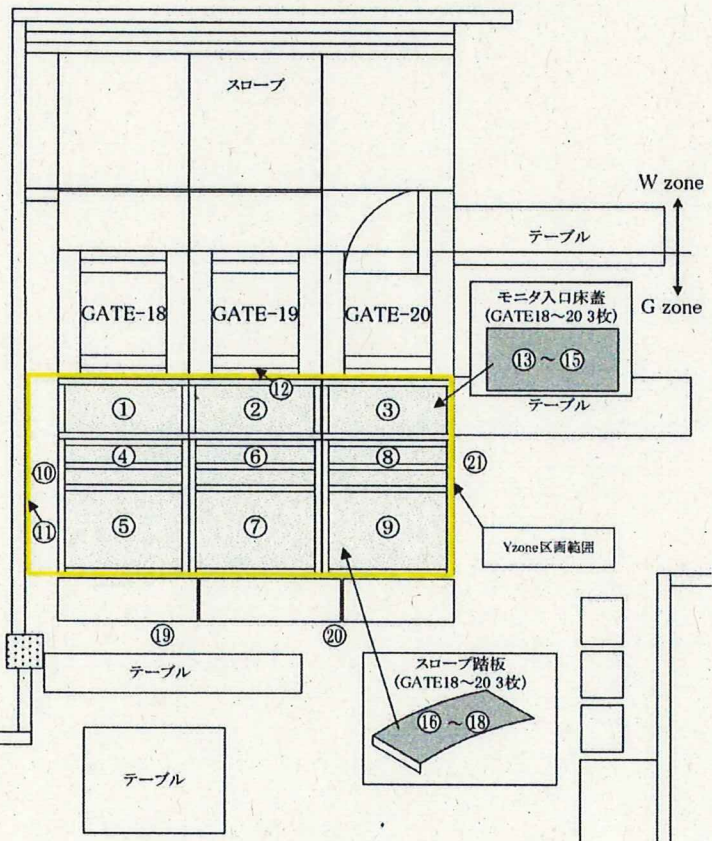 スロープ
W zone
テーブル
G zone
GATE-18
GATE-19
GATE-20
モニタ入口床蓋
(GATE18～20 3枚)
⑬～⑮
テーブル
⑫
① ② ③
④ ⑥ ⑧
⑩
㉑
⑪
⑤ ⑦ ⑨
Yzone区画範囲
⑲ ⑳
テーブル
スロープ踏板
(GATE18～20 3枚)
⑯～⑱
テーブル